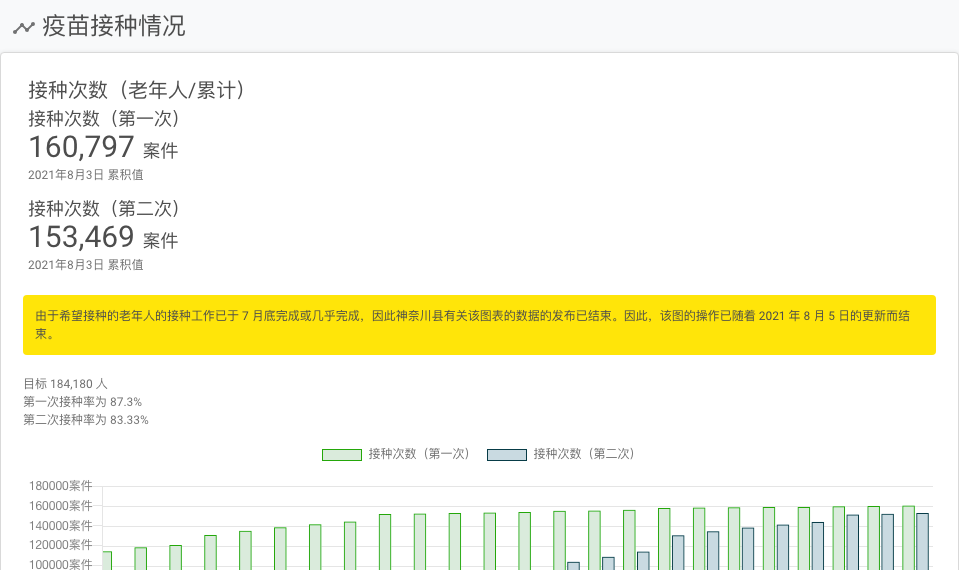 疫苗接种情况
接种次数（老年人/累计）
接种次数（第一次）
160,797 案件
2021年8月3日 累积值
接种次数（第二次）
153,469 案件
2021年8月3日 累积值
由于希望接种的老年人的接种工作已于 7 月底完成或几乎完成，因此神奈川县有关该图表的数据的发布已结束。因此，该图的操作已随着 2021 年 8 月 5 日的更新而结
束。
目标 184,180 人
第一次接种率为 87.3%
第二次接种率为 83.33%
接种次数（第一次） 接种次数（第二次）
180000案件
160000案件
140000案件
120000案件
100000案件